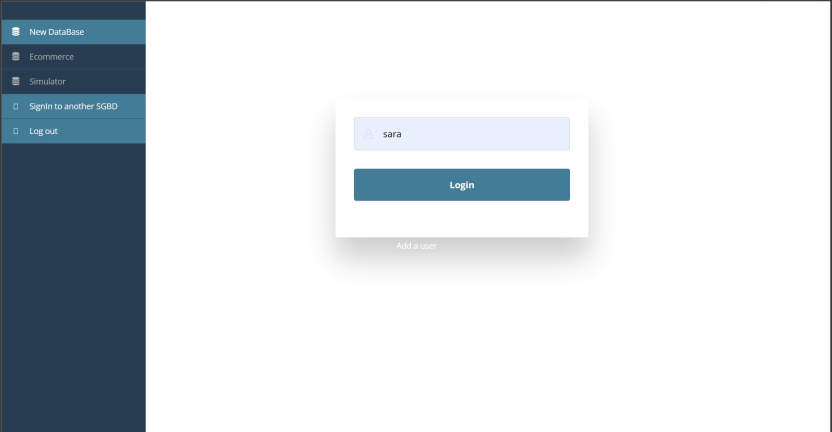 New DataBase
Ecommerce
Simulator
SignIn to another SGBD
Log out
sara
Login
Add a user